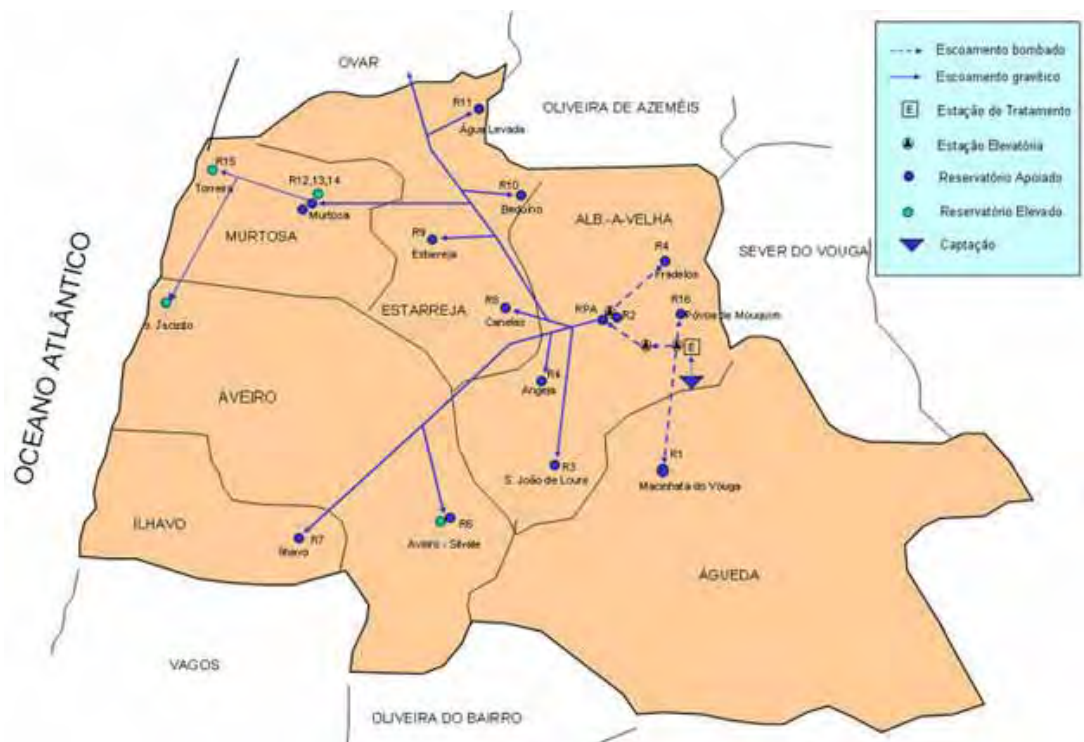 OVAR
R11
Água Levada
OLIVEIRA DE AZEMÉIS
R15
Torreira
R12,13,14
Murtosa
R10
Beduíno
MURTOSA
R9
Estarreja
ALB.-A-VELHA
R4
Fradelos
SEVER DO VOUGA
OCEANO ATLÂNTICO
S. Jacinto
ESTARREJA
R8
Canelas
RPA
R2
R16
Póvoa de Mouquim
E
AVEIRO
Angeja
R3
S. João de Loure
R1
Macinhata do Vouga
ÍLHAVO
R7
Ílhavo
R6
Aveiro - Silvale
ÁGUEDA
VAGOS
OLIVEIRA DO BAIRRO
Escoamento bombado
Escoamento gravítico
E
Estação de Tratamento
Estação Elevatória
Reservatório Apoiado
Reservatório Elevado
Captação